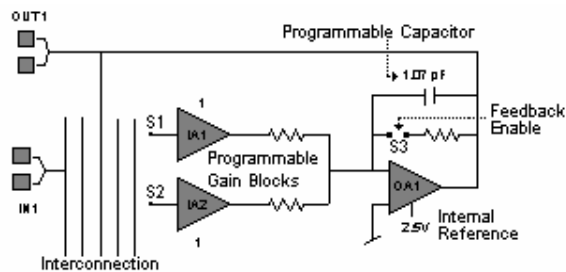 OUT1
Programmable Capacitor
1.07 pF
Feedback
Enable
S1
1
IA1
S3
Programmable
Gain Blocks
S2
IA2
OA1
IN1
1
2.5V
Internal
Reference
Interconnection